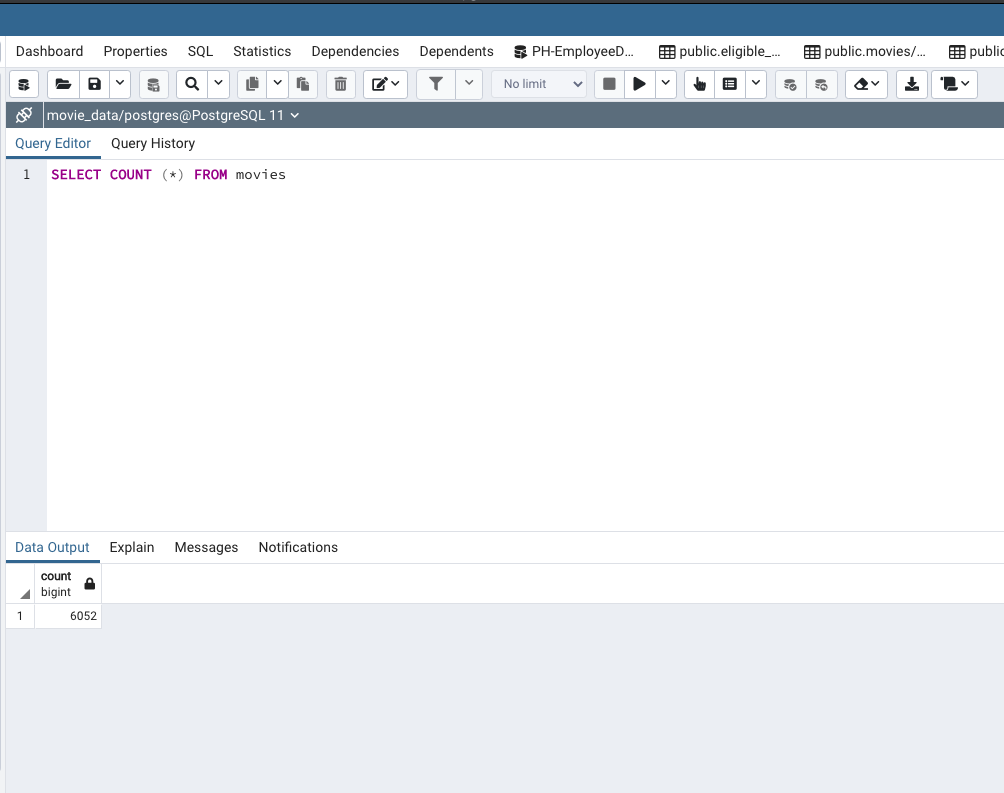 Dashboard Properties SQL Statistics Dependencies Dependents PH-EmployeeD... public.eligible_... public.movies/... public
No limit
movie_data/postgres@PostgreSQL 11
Query Editor Query History
1 SELECT COUNT (*) FROM movies
Data Output Explain Messages Notifications
count
bigint
1 6052